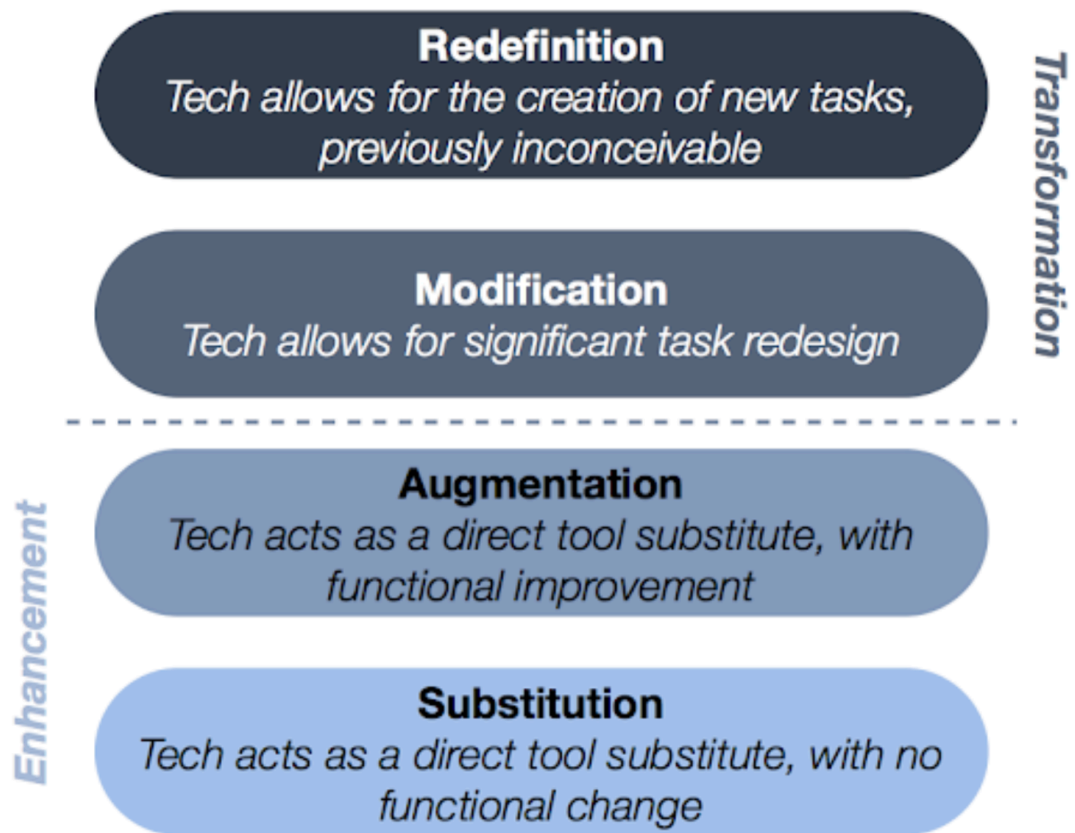 Redefinition
Tech allows for the creation of new tasks,
previously inconceivable
Transformation
Modification
Tech allows for significant task redesign
Augmentation
Tech acts as a direct tool substitute, with
functional improvement
Enhancement
Substitution
Tech acts as a direct tool substitute, with no
functional change